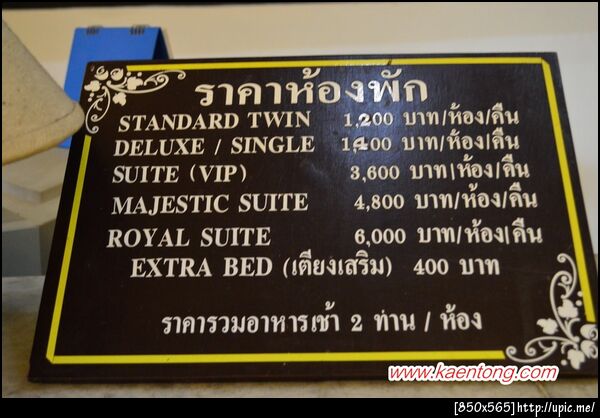 ราคาห้องพัก
STANDARD TWIN 1,200 บาท/ห้อง/คืน
DELUXE / SINGLE 1,400 บาท/ห้อง/คืน
SUITE (VIP) 3,600 บาท/ห้อง/คืน
MAJESTIC SUITE 4,800 บาท/ห้อง/คืน
ROYAL SUITE 6,000 บาท/ห้อง/คืน
EXTRA BED (เตียงเสริม) 400 บาท
ราคารวมอาหารเช้า 2 ท่าน / ห้อง
www.kaentong.com
[850x565]http://upic.me/